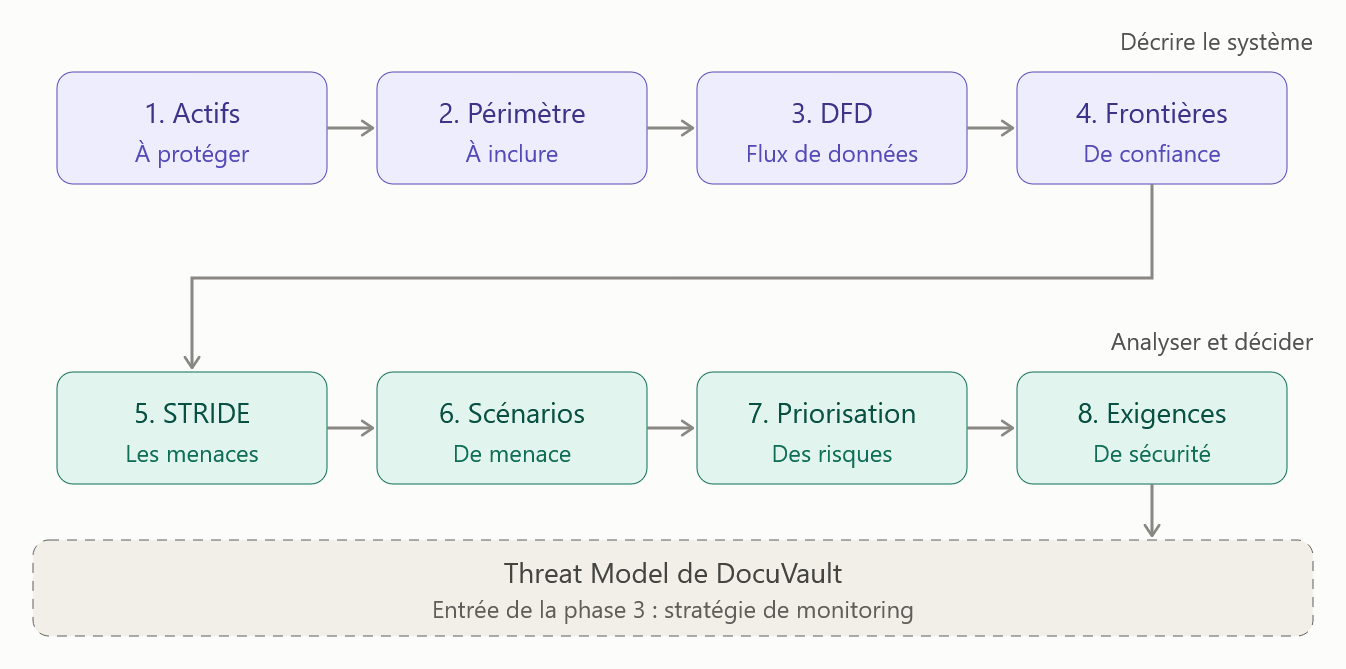 Décrire le système
1. Actifs
À protéger
2. Périmètre
À inclure
3. DFD
Flux de données
4. Frontières
De confiance
Analyser et décider
5. STRIDE
Les menaces
6. Scénarios
De menace
7. Priorisation
Des risques
8. Exigences
De sécurité
Threat Model de DocuVault
Entrée de la phase 3 : stratégie de monitoring